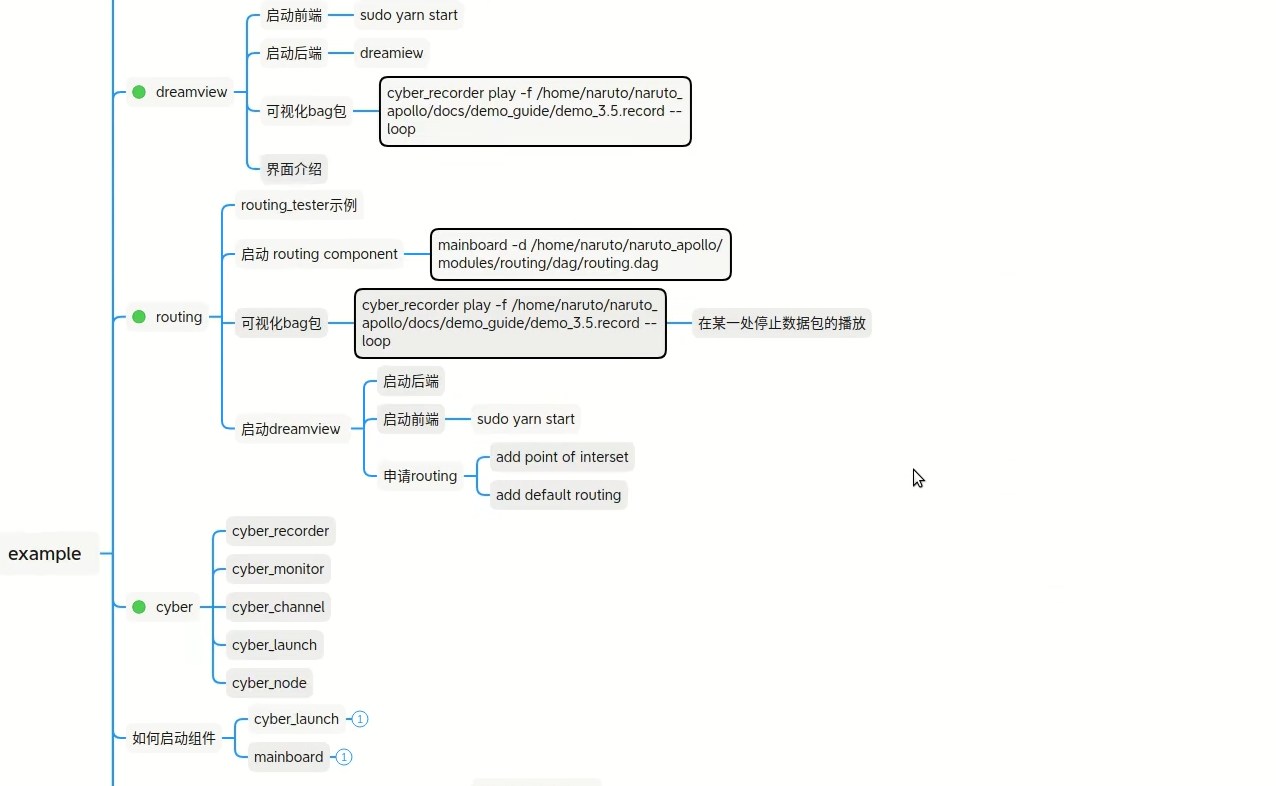 启动前端
sudo yarn start
启动后端
dreamiew
dreamview
可视化bag包
cyber_recorder play -f /home/naruto/naruto_
apollo/docs/demo_guide/demo_3.5.record --
loop
界面介绍
routing_tester示例
启动 routing component
mainboard -d /home/naruto/naruto_apollo/
modules/routing/dag/routing.dag
routing
可视化bag包
cyber_recorder play -f /home/naruto/naruto_
apollo/docs/demo_guide/demo_3.5.record --
loop
在某一处停止数据包的播放
启动dreamview
启动后端
启动前端
sudo yarn start
申请routing
add point of interset
add default routing
example
cyber
cyber_recorder
cyber_monitor
cyber_channel
cyber_launch
cyber_node
如何启动组件
cyber_launch
1
mainboard
1